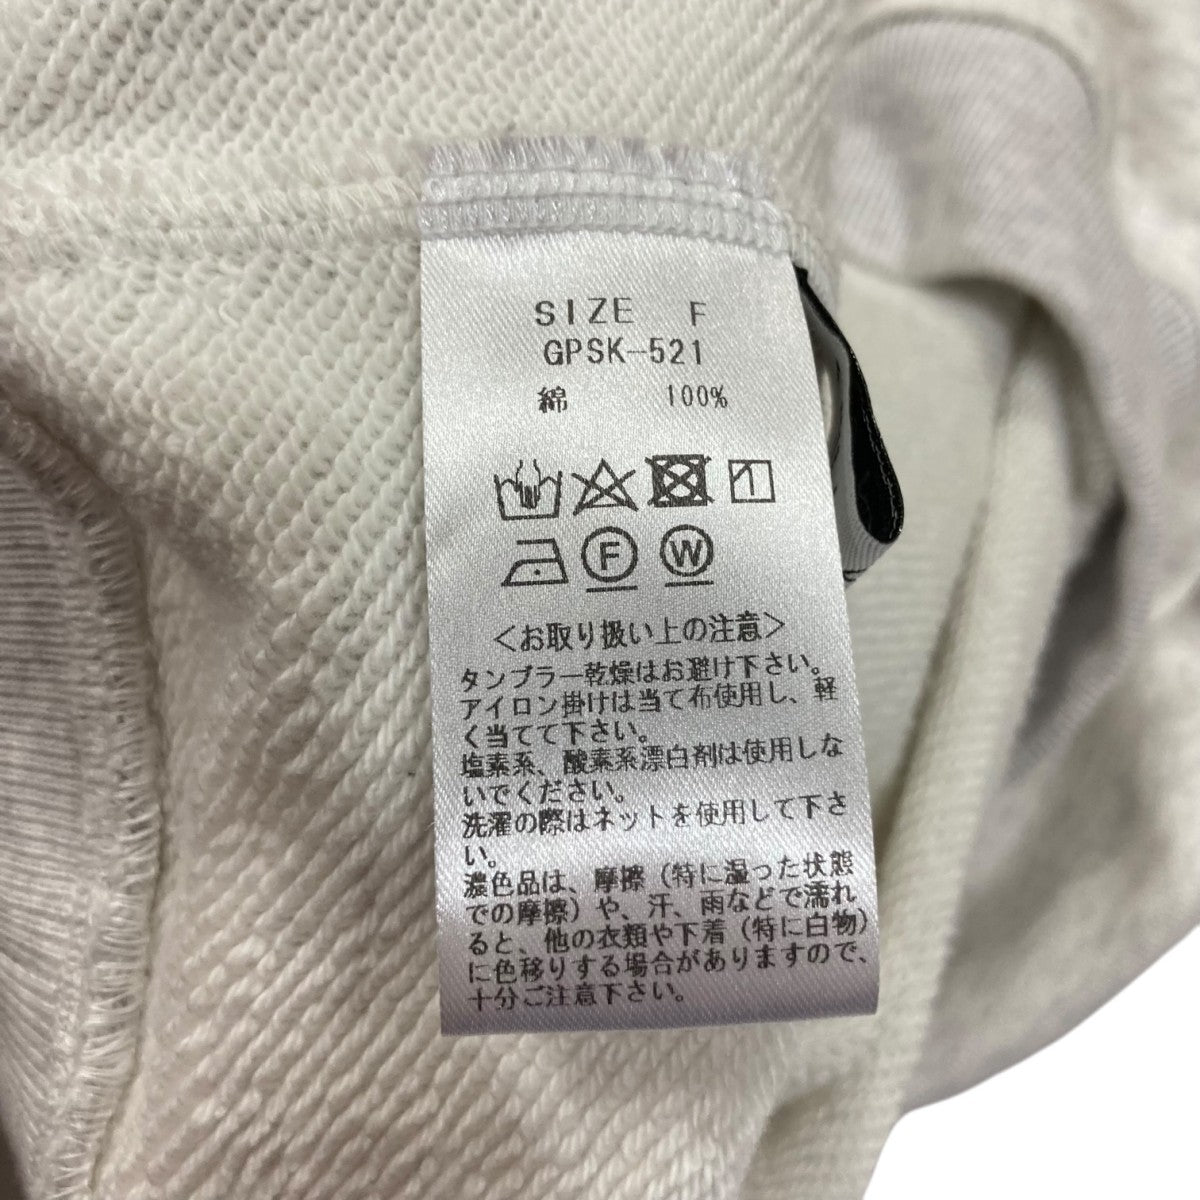 SIZE F
GPSK-521
綿 100%
F W
<お取り扱い上の注意>
タンブラー乾燥はお避け下さい。
アイロン掛けは当て布使用し、軽
く当てて下さい。
塩素系、酸素系漂白剤は使用しな
いでください。
洗濯の際はネットを使用して下さ
い。
濃色品は、摩擦(特に湿った状態
での摩擦)や、汗、雨などで濡れ
ると、他の衣類や下着(特に白物)
に色移りする場合がありますので、
十分ご注意下さい。